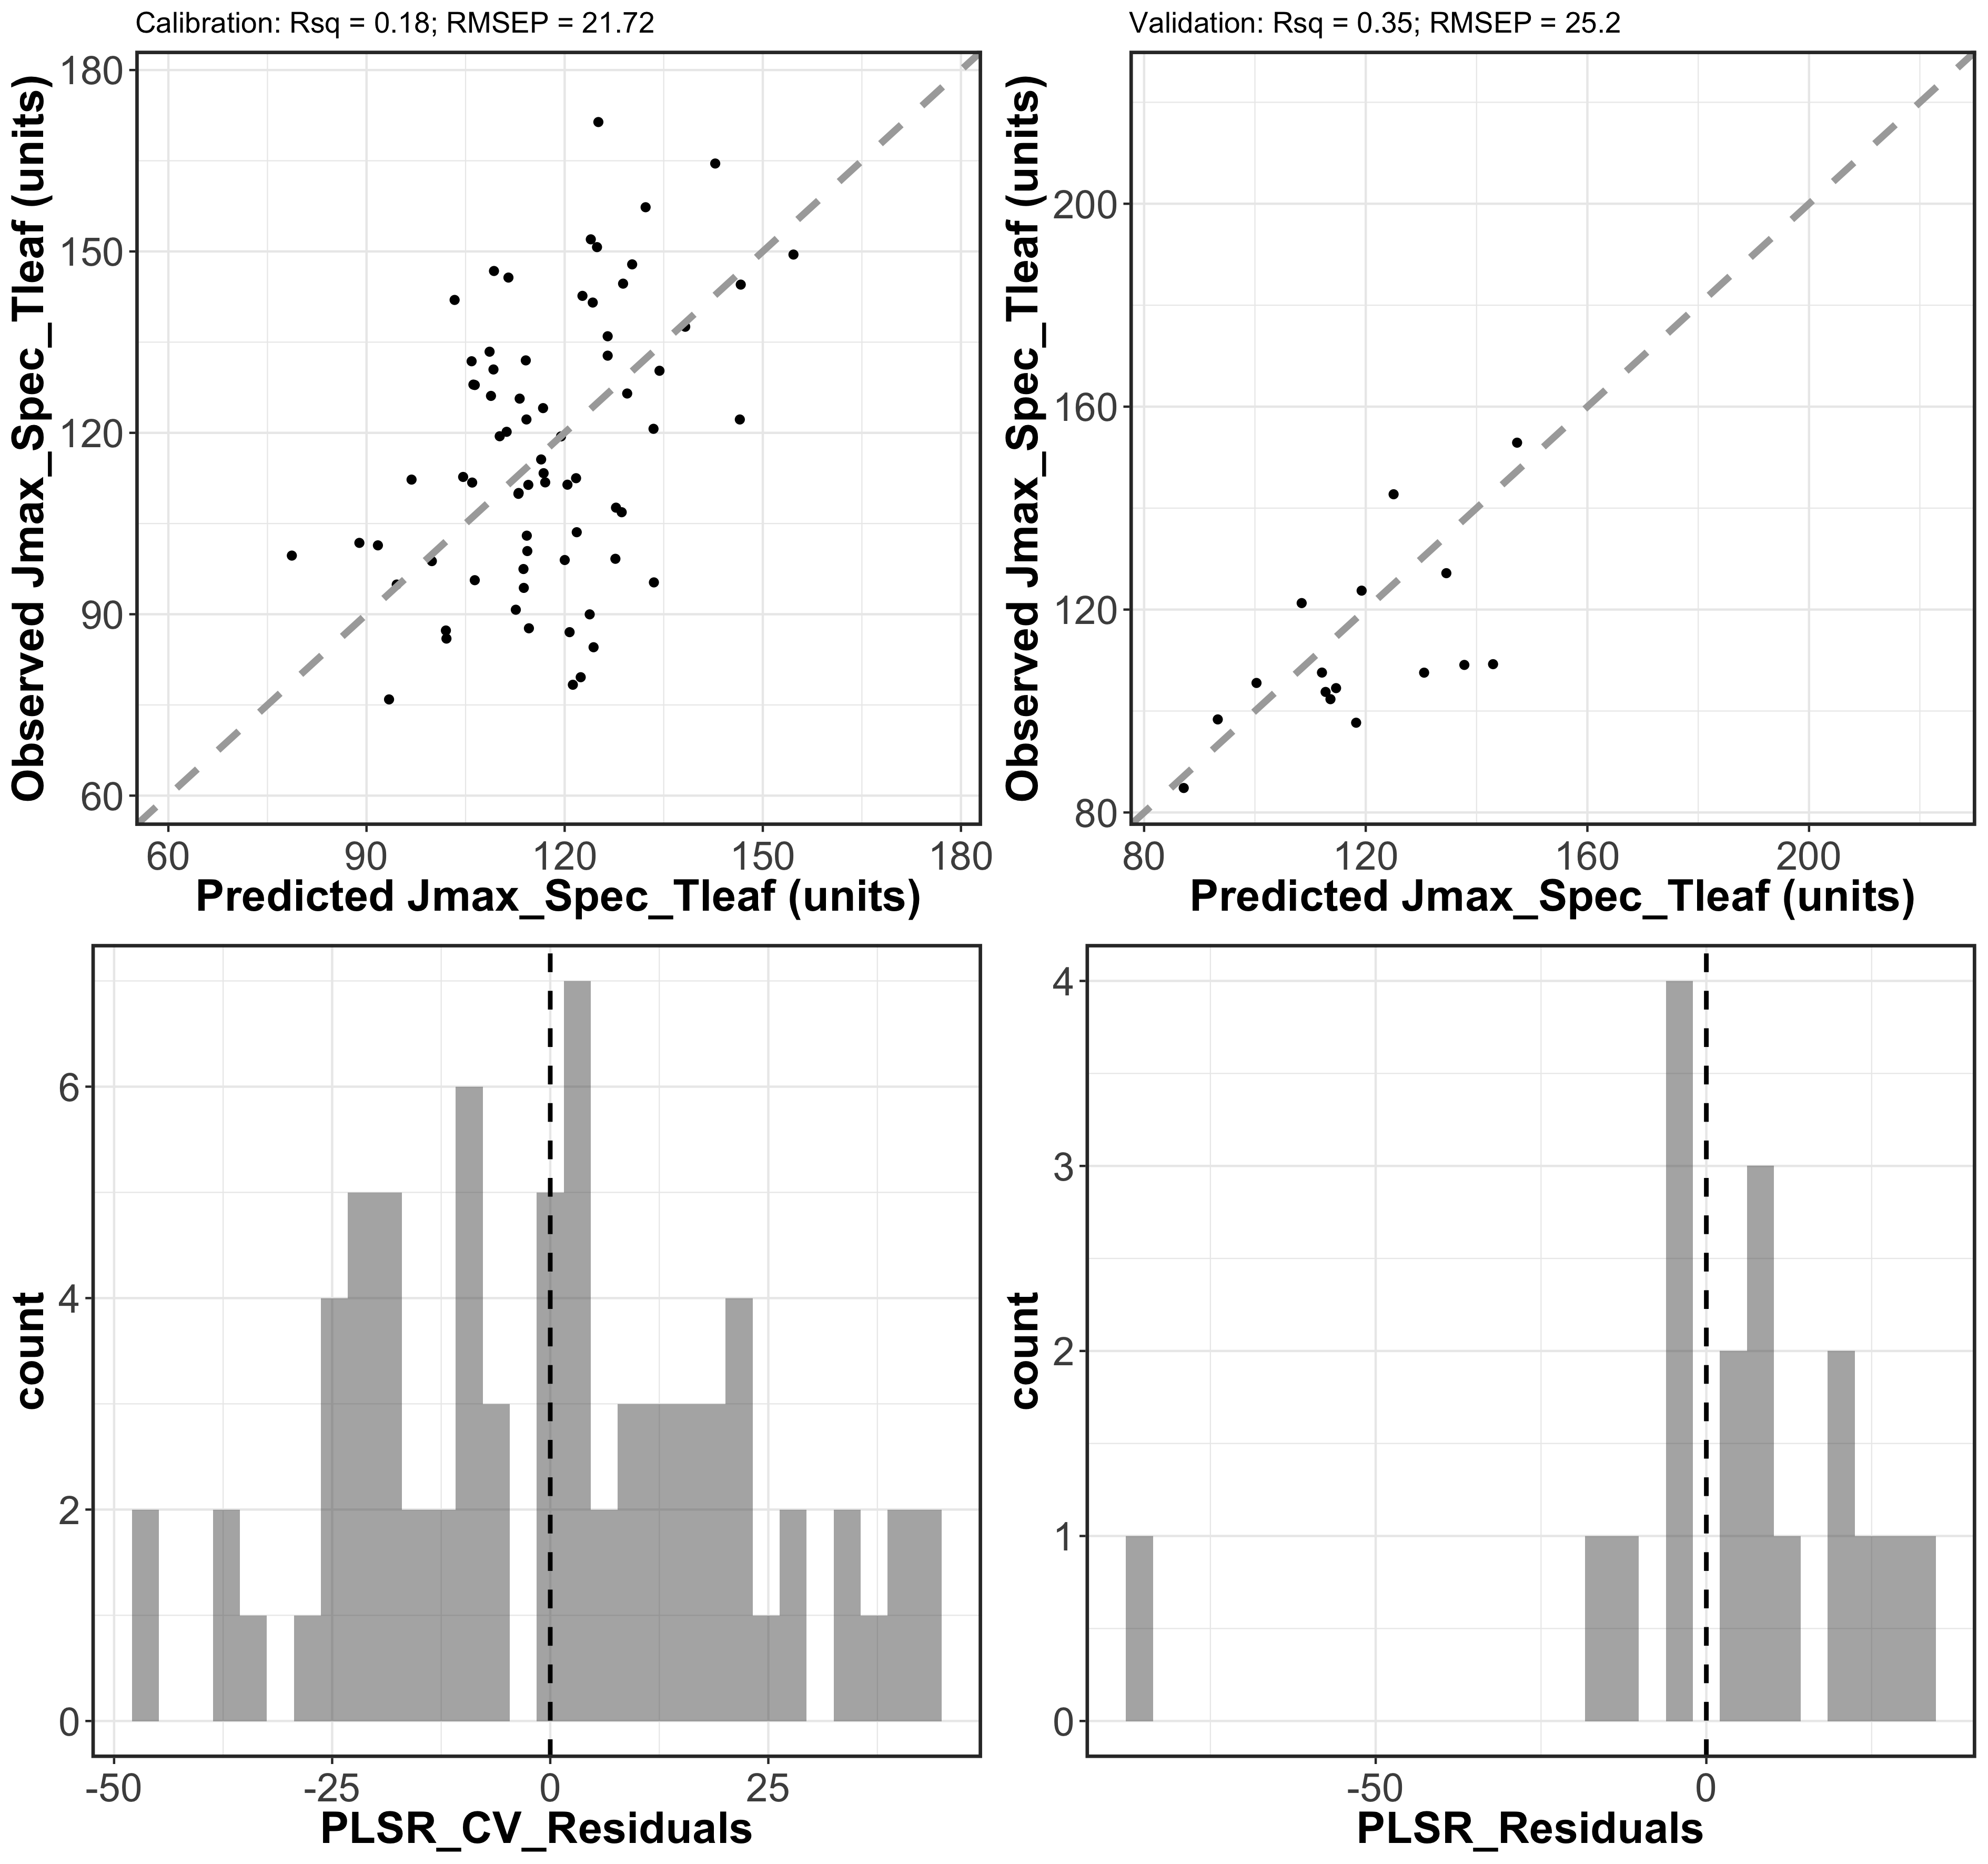 Calibration: Rsq = 0.18; RMSEP = 21.72
Observed Jmax_Spec_Tleaf (units)
180
150
120
90
60
60 90 120 150 180
Predicted Jmax_Spec_Tleaf (units)
Validation: Rsq = 0.35; RMSEP = 25.2
Observed Jmax_Spec_Tleaf (units)
200
160
120
80
80 120 160 200
Predicted Jmax_Spec_Tleaf (units)
count
6
4
2
0
-50 -25 0 25
PLSR_CV_Residuals
count
4
3
2
1
0
-50 0
PLSR_Residuals